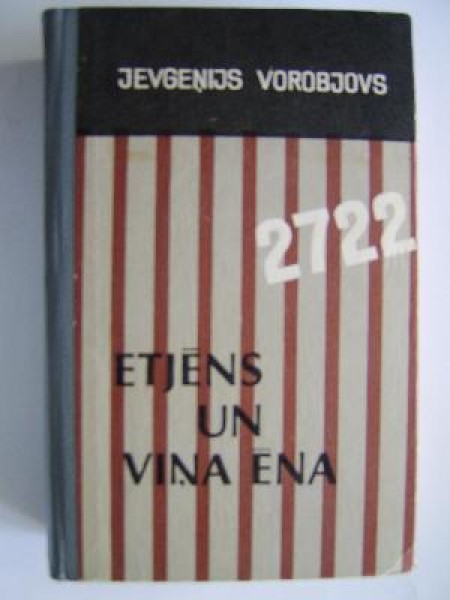 JEVGEŅIJS VOROBJOVS
2722
ETJĒNS
UN
VIŅA ĒNA